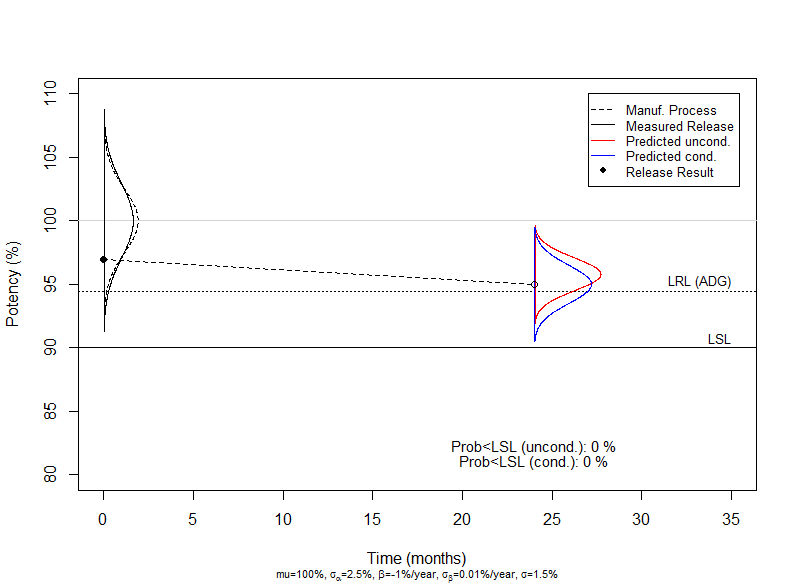 Manuf. Process
Measured Release
Predicted uncond.
Predicted cond.
Release Result
110
105
100
95
90
85
80
Potency (%)
LRL (ADG)
LSL
Prob<LSL (uncond.): 0 %
Prob<LSL (cond.): 0 %
0 5 10 15 20 25 30 35
Time (months)
mu=100%, σα=2.5%, β=-1%/year, σβ=0.01%/year, σ=1.5%